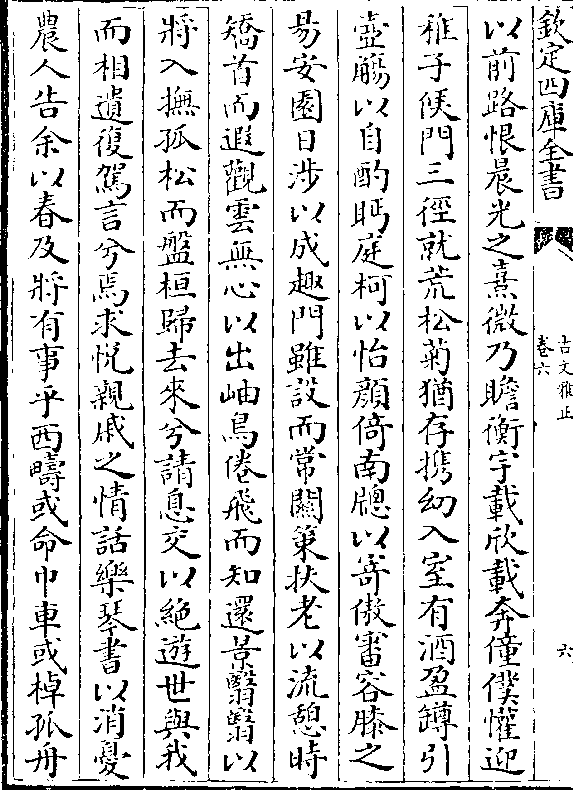 欽定四庫全書
古文雅正
卷六
六
以前路恨晨光之熹微乃瞻衡宇載欣載奔僮僕懽迎
稚子候門三徑就荒松菊猶存携幼入室有酒盈罇引
壺觴以自酌眄庭柯以怡顔倚南牕以寄傲審容膝之
易安園日涉以成趣門雖設而常關策扶老以流憩時
矯首而遐觀雲無心以出岫鳥倦飛而知還景翳翳以
將入撫孤松而盤桓歸去來兮請息交以絶遊世與我
而相遺復駕言兮焉求悦親戚之情話樂琴書以消憂
農人告余以春及將有事乎西疇或命巾車或棹孤舟